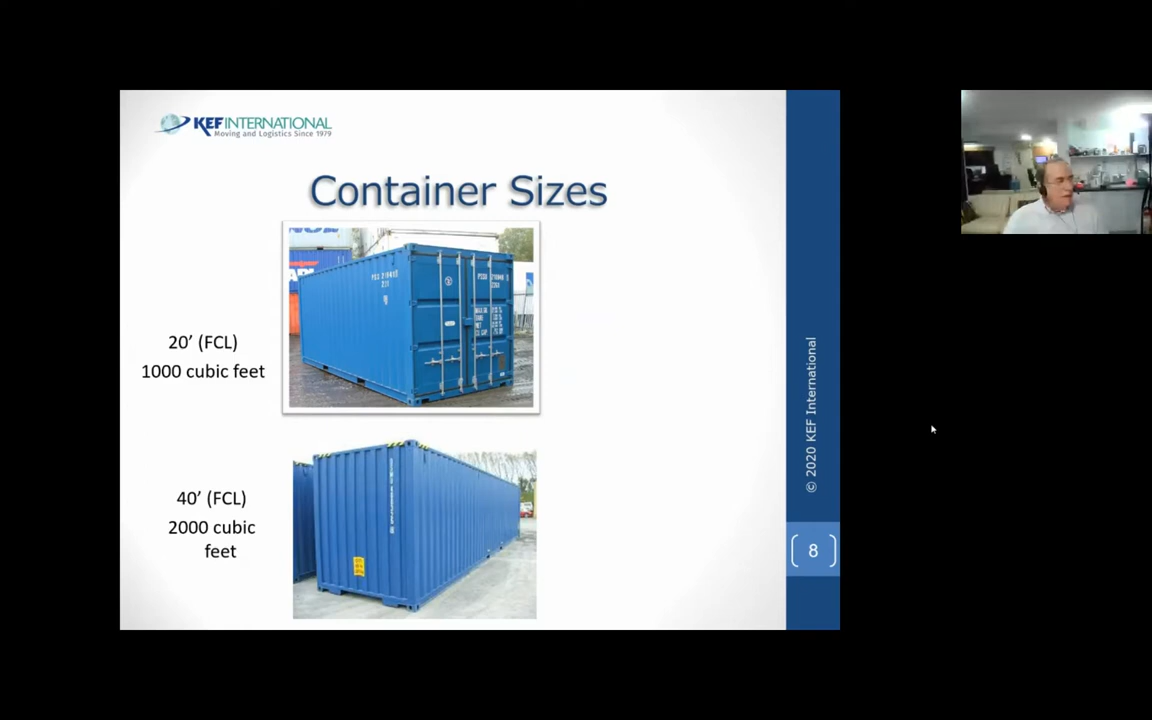 KEF INTERNATIONAL
Moving and Logistics Since 1979
Container Sizes
20’ (FCL)
1000 cubic feet
40’ (FCL)
2000 cubic
feet
© 2020 KEF International
8